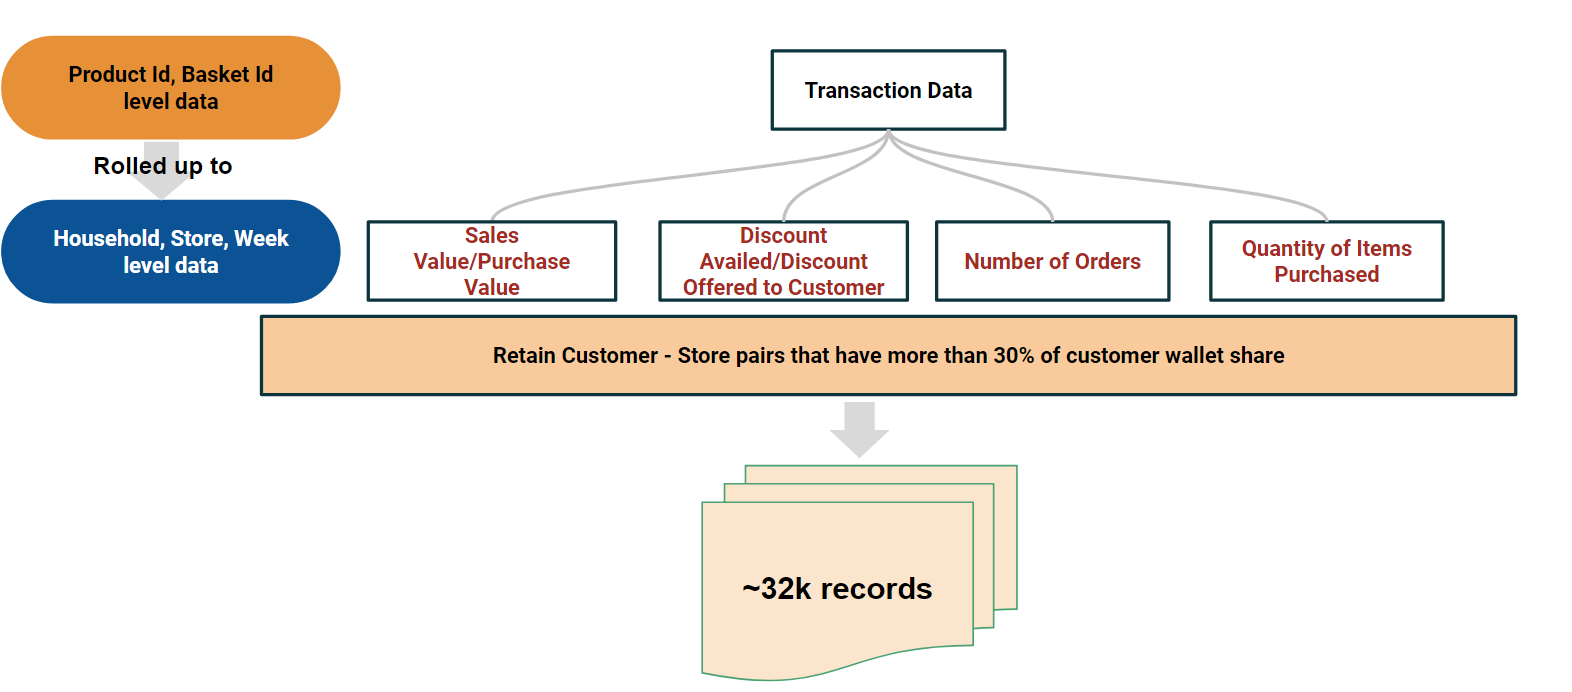 Product Id, Basket Id
level data
Rolled up to
Household, Store, Week
level data
Transaction Data
Sales
Value/Purchase
Value
Discount
Availed/Discount
Offered to Customer
Number of Orders
Quantity of Items
Purchased
Retain Customer - Store pairs that have more than 30% of customer wallet share
~32k records